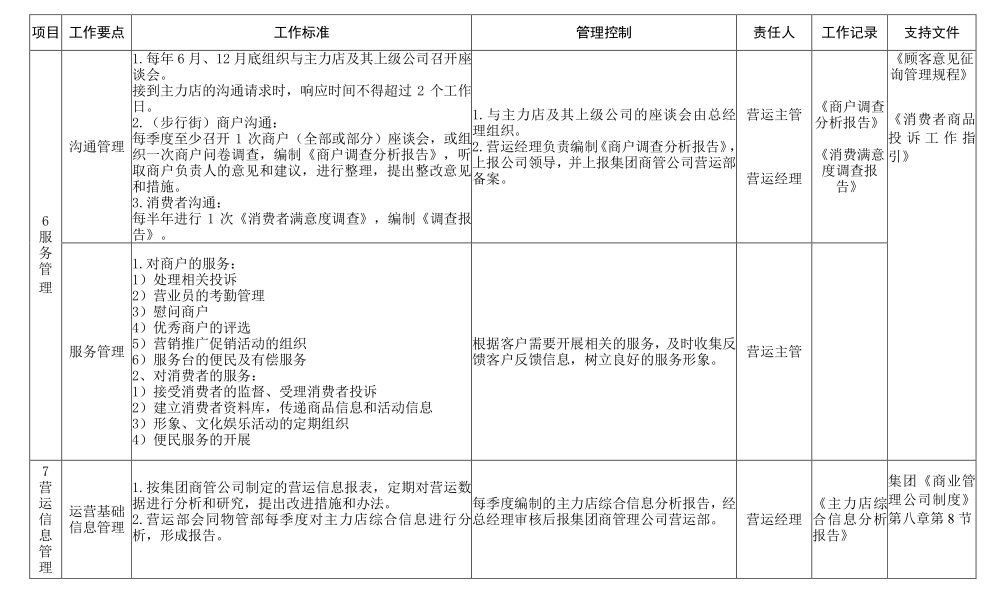 项目 工作要点 工作标准 管理控制 责任人 工作记录 支持文件
6
服
务
管
理
沟通管理
1.每年6月、12月底组织与主力店及其上级公司召开座
谈会。
接到主力店的沟通请求时，响应时间不得超过 2 个工作
日。
2.（步行街）商户沟通：
每季度至少召开 1 次商户（全部或部分）座谈会，或组
织一次商户问卷调查，编制《商户调查分析报告》，听
取商户负责人的意见和建议，进行整理，提出整改意见
和措施。
3.消费者沟通：
每半年进行 1 次《消费者满意度调查》，编制《调查报
告》。
1.与主力店及其上级公司的座谈会由总经
理组织。
2.营运经理负责编制《商户调查分析报告》，
上报公司领导，并上报集团商管公司营运部
备案。
营运主管
营运经理
《商户调查
分析报告》
《消费满意
度调查报
告》
《顾客意见征
询管理规程》
《消费者商品
投诉工作指
引》
服务管理
1.对商户的服务：
1）处理相关投诉
2）营业员的考勤管理
3）慰问商户
4）优秀商户的评选
5）营销推广促销活动的组织
6）服务台的便民及有偿服务
2、对消费者的服务：
1）接受消费者的监督、受理消费者投诉
2）建立消费者资料库，传递商品信息和活动信息
3）形象、文化娱乐活动的定期组织
4）便民服务的开展
根据客户需要开展相关的服务，及时收集反
馈客户反馈信息，树立良好的服务形象。
营运主管
7
营
运
信
息
管
理
运营基础
信息管理
1.按集团商管公司制定的营运信息报表，定期对营运数
据进行分析和研究，提出改进措施和办法。
2.营运部会同物管部每季度对主力店综合信息进行分
析，形成报告。
每季度编制的主力店综合信息分析报告，经
总经理审核后报集团商管理公司营运部。
营运经理
《主力店综
合信息分析
报告》
集团《商业管
理公司制度》
第八章第 8 节